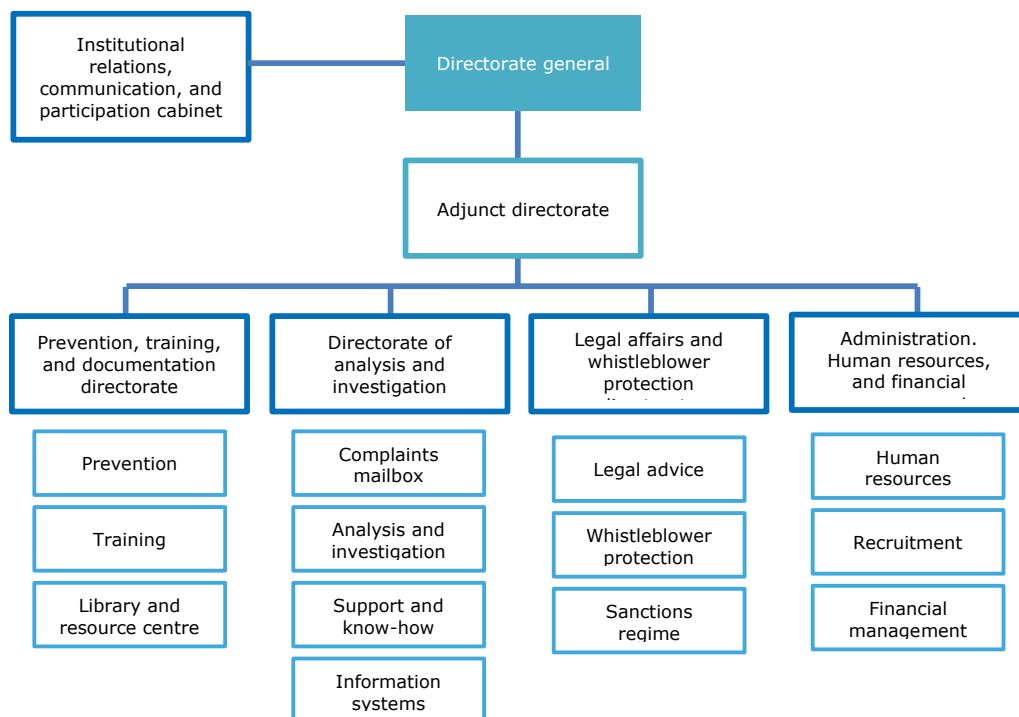 Institutional
relations,
communication, and
participation cabinet
Directorate general
Adjunct directorate
Prevention, training,
and documentation
directorate
Directorate of
analysis and
investigation
Legal affairs and
whistleblower
protection
Administration.
Human resources,
and financial
Prevention
Training
Library and
resource centre
Complaints
mailbox
Analysis and
investigation
Support and
know-how
Information
systems
Legal advice
Whistleblower
protection
Sanctions
regime
Human
resources
Recruitment
Financial
management